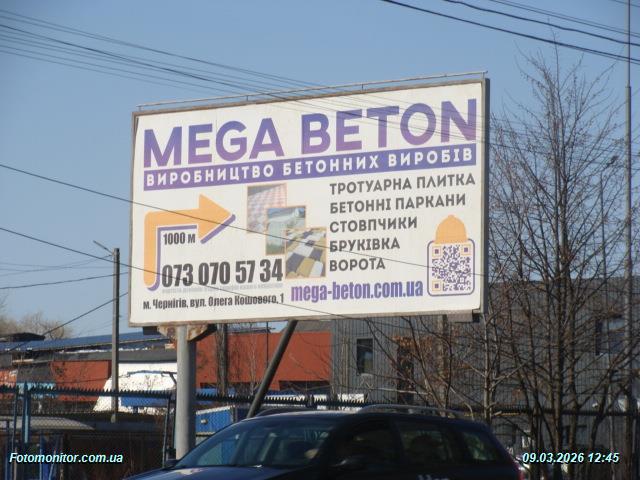 MEGA BETON
ВИРОБНИЦТВО БЕТОННИХ ВИРОБІВ
ТРОТУАРНА ПЛИТКА
БЕТОННІ ПАРКАНИ
СТОВПЧИКИ
БРУКІВКА
ВОРОТА
1000 м
073 070 57 34
м. Чернігів, вул. Олега Кошового, 1
mega-beton.com.ua
Fotomonitor.com.ua
09.03.2026 12:45